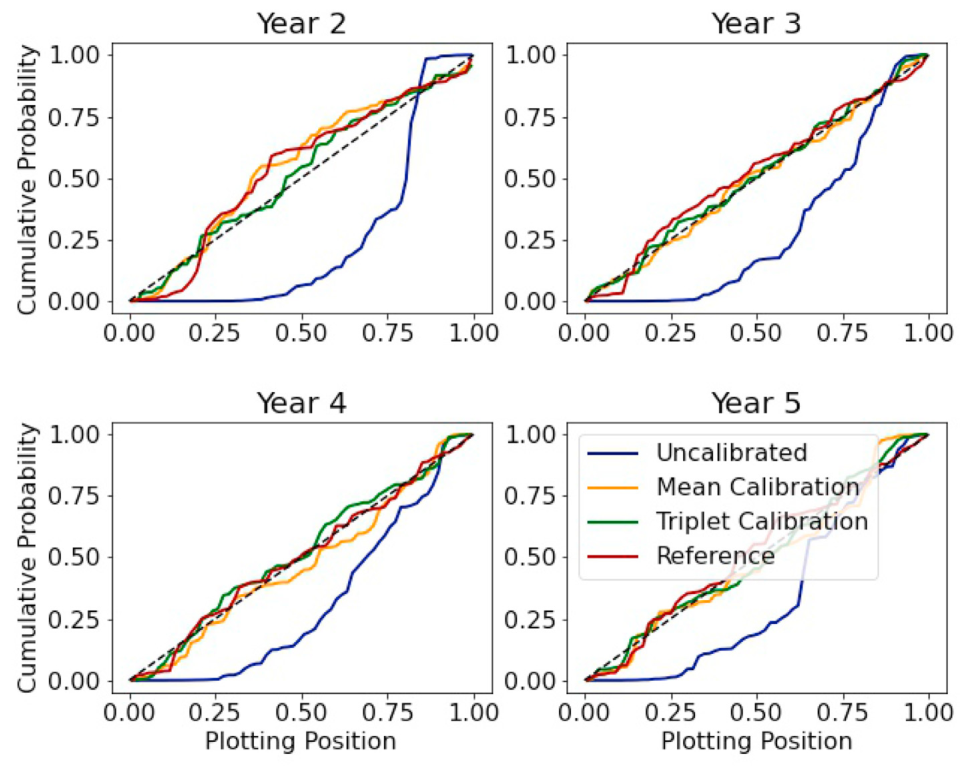 Year 2
Year 3
Cumulative Probability
1.00
0.75
0.50
0.25
0.00
0.00 0.25 0.50 0.75 1.00
1.00
0.75
0.50
0.25
0.00
0.00 0.25 0.50 0.75 1.00
Year 4
Year 5
Cumulative Probability
1.00
0.75
0.50
0.25
0.00
0.00 0.25 0.50 0.75 1.00
Plotting Position
1.00
0.75
0.50
0.25
0.00
Uncalibrated
Mean Calibration
Triplet Calibration
Reference
0.00 0.25 0.50 0.75 1.00
Plotting Position